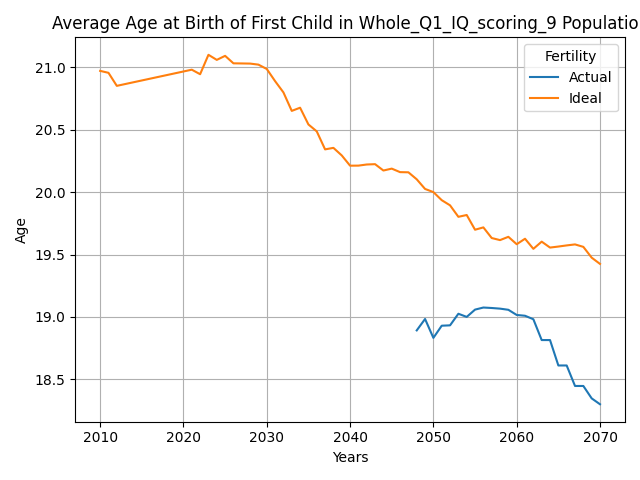 Average Age at Birth of First Child in Whole_Q1_IQ_scoring_9 Populatio
Fertility
Actual
Ideal
21.0
20.5
20.0
19.5
19.0
18.5
Age
2010 2020 2030 2040 2050 2060 2070
Years